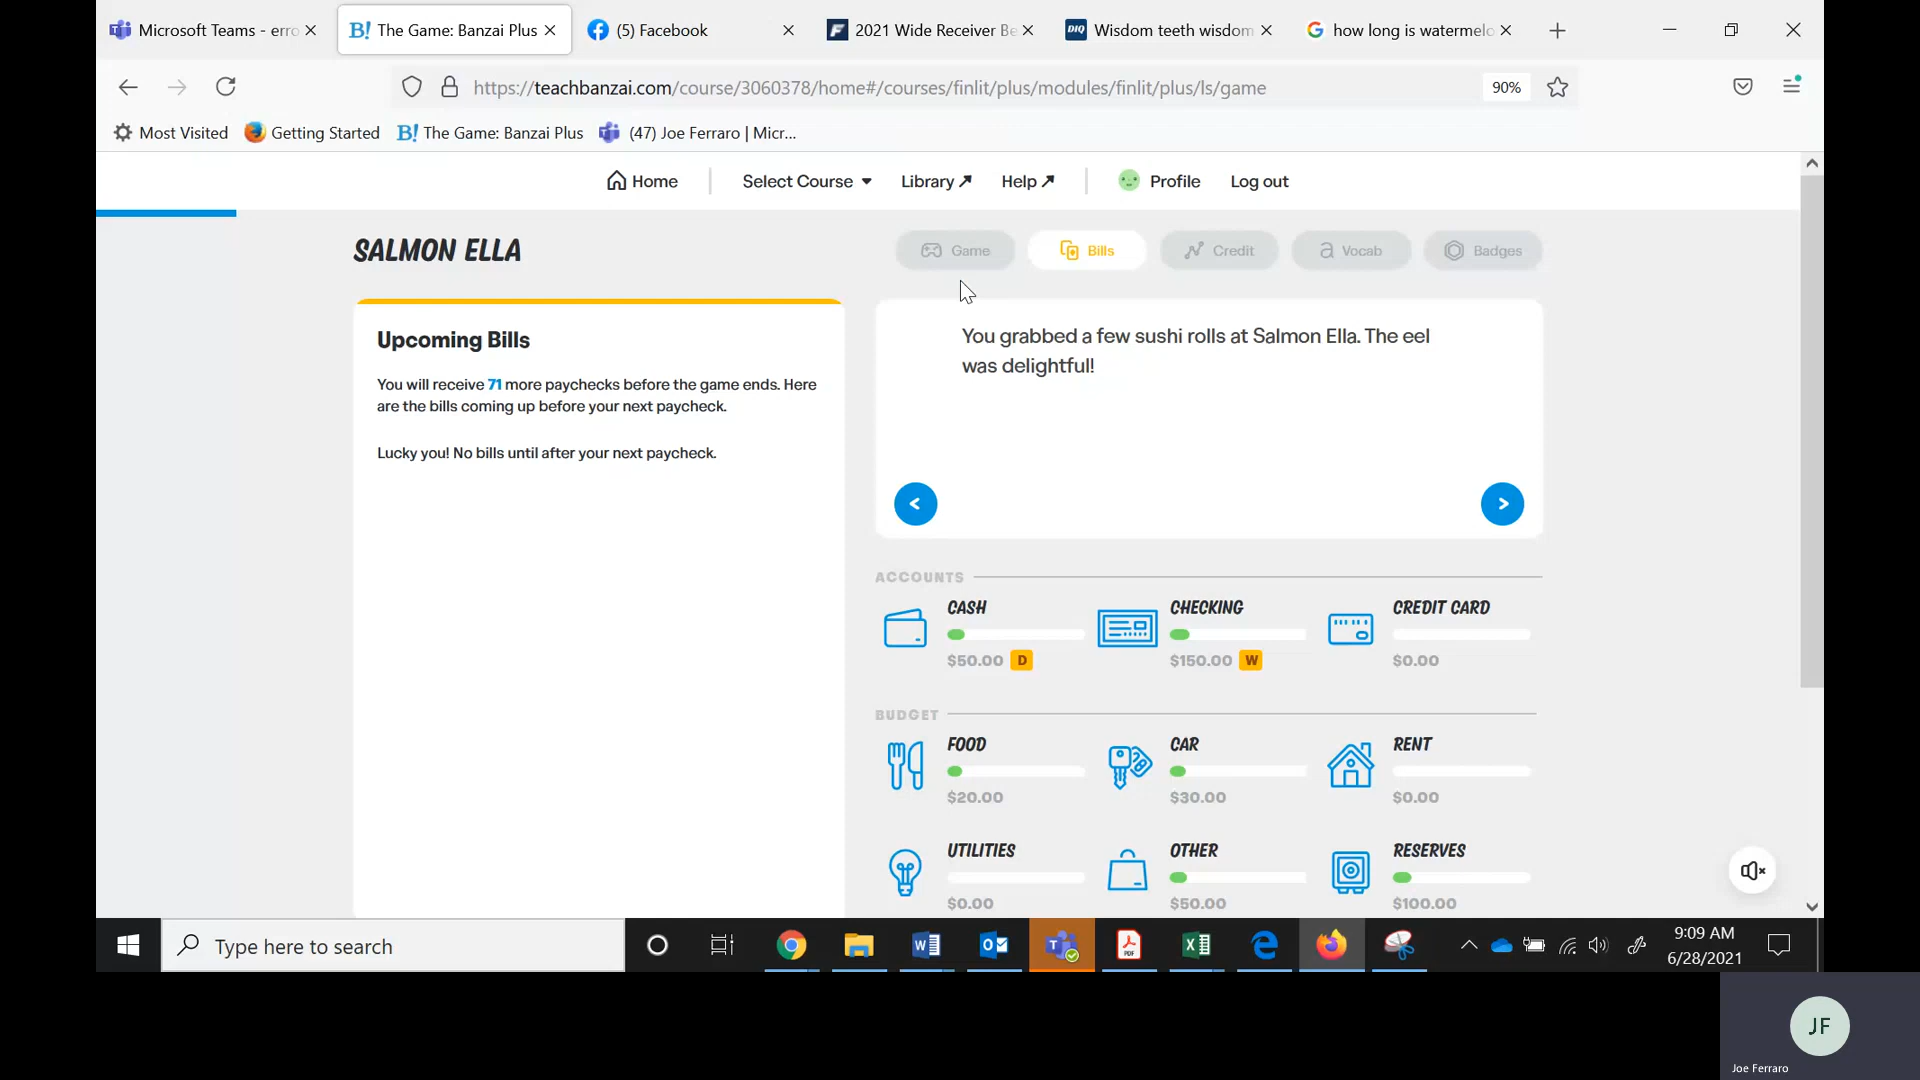 Microsoft Teams - erro
B! The Game: Banzai Plus
(5) Facebook
F 2021 Wide Receiver Be
DIQ Wisdom teeth wisdom
G how long is watermelo
https://teachbanzai.com/course/3060378/home#/courses/finlit/plus/modules/finlit/plus/ls/game
90%
Most Visited
Getting Started
B! The Game: Banzai Plus
(47) Joe Ferraro | Micr...
Home
Select Course
Library
Help
Profile
Log out
SALMON ELLA
Game
Bills
Credit
a Vocab
Badges
Upcoming Bills
You will receive 71 more paychecks before the game ends. Here
are the bills coming up before your next paycheck.
Lucky you! No bills until after your next paycheck.
You grabbed a few sushi rolls at Salmon Ella. The eel
was delightful!
< >
ACCOUNTS
CASH
$50.00 D
CHECKING
$150.00 W
CREDIT CARD
$0.00
BUDGET
FOOD
$20.00
CAR
$30.00
RENT
$0.00
UTILITIES
$0.00
OTHER
$50.00
RESERVES
$100.00
Type here to search
9:09 AM
6/28/2021
JF
Joe Ferraro